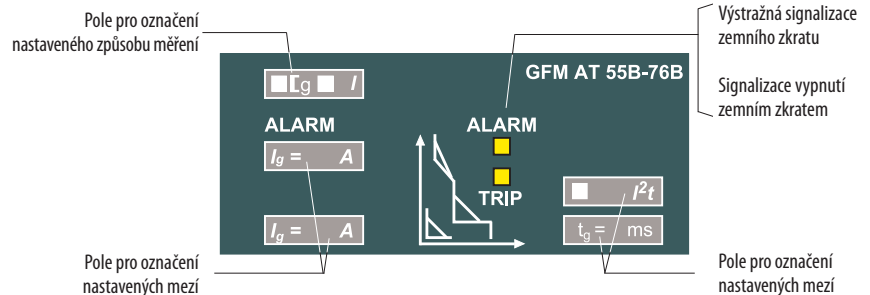 Pole pro označení
nastaveného způsobu měření
Výstražná signalizace
zemního zkratu
Signalizace vypnutí
zemním zkratem
GFM AT 55B-76B
[g I
ALARM
ALARM
Ig = A
TRIP
I²t
Ig = A
tg = ms
Pole pro označení
nastavených mezí
Pole pro označení
nastavených mezí